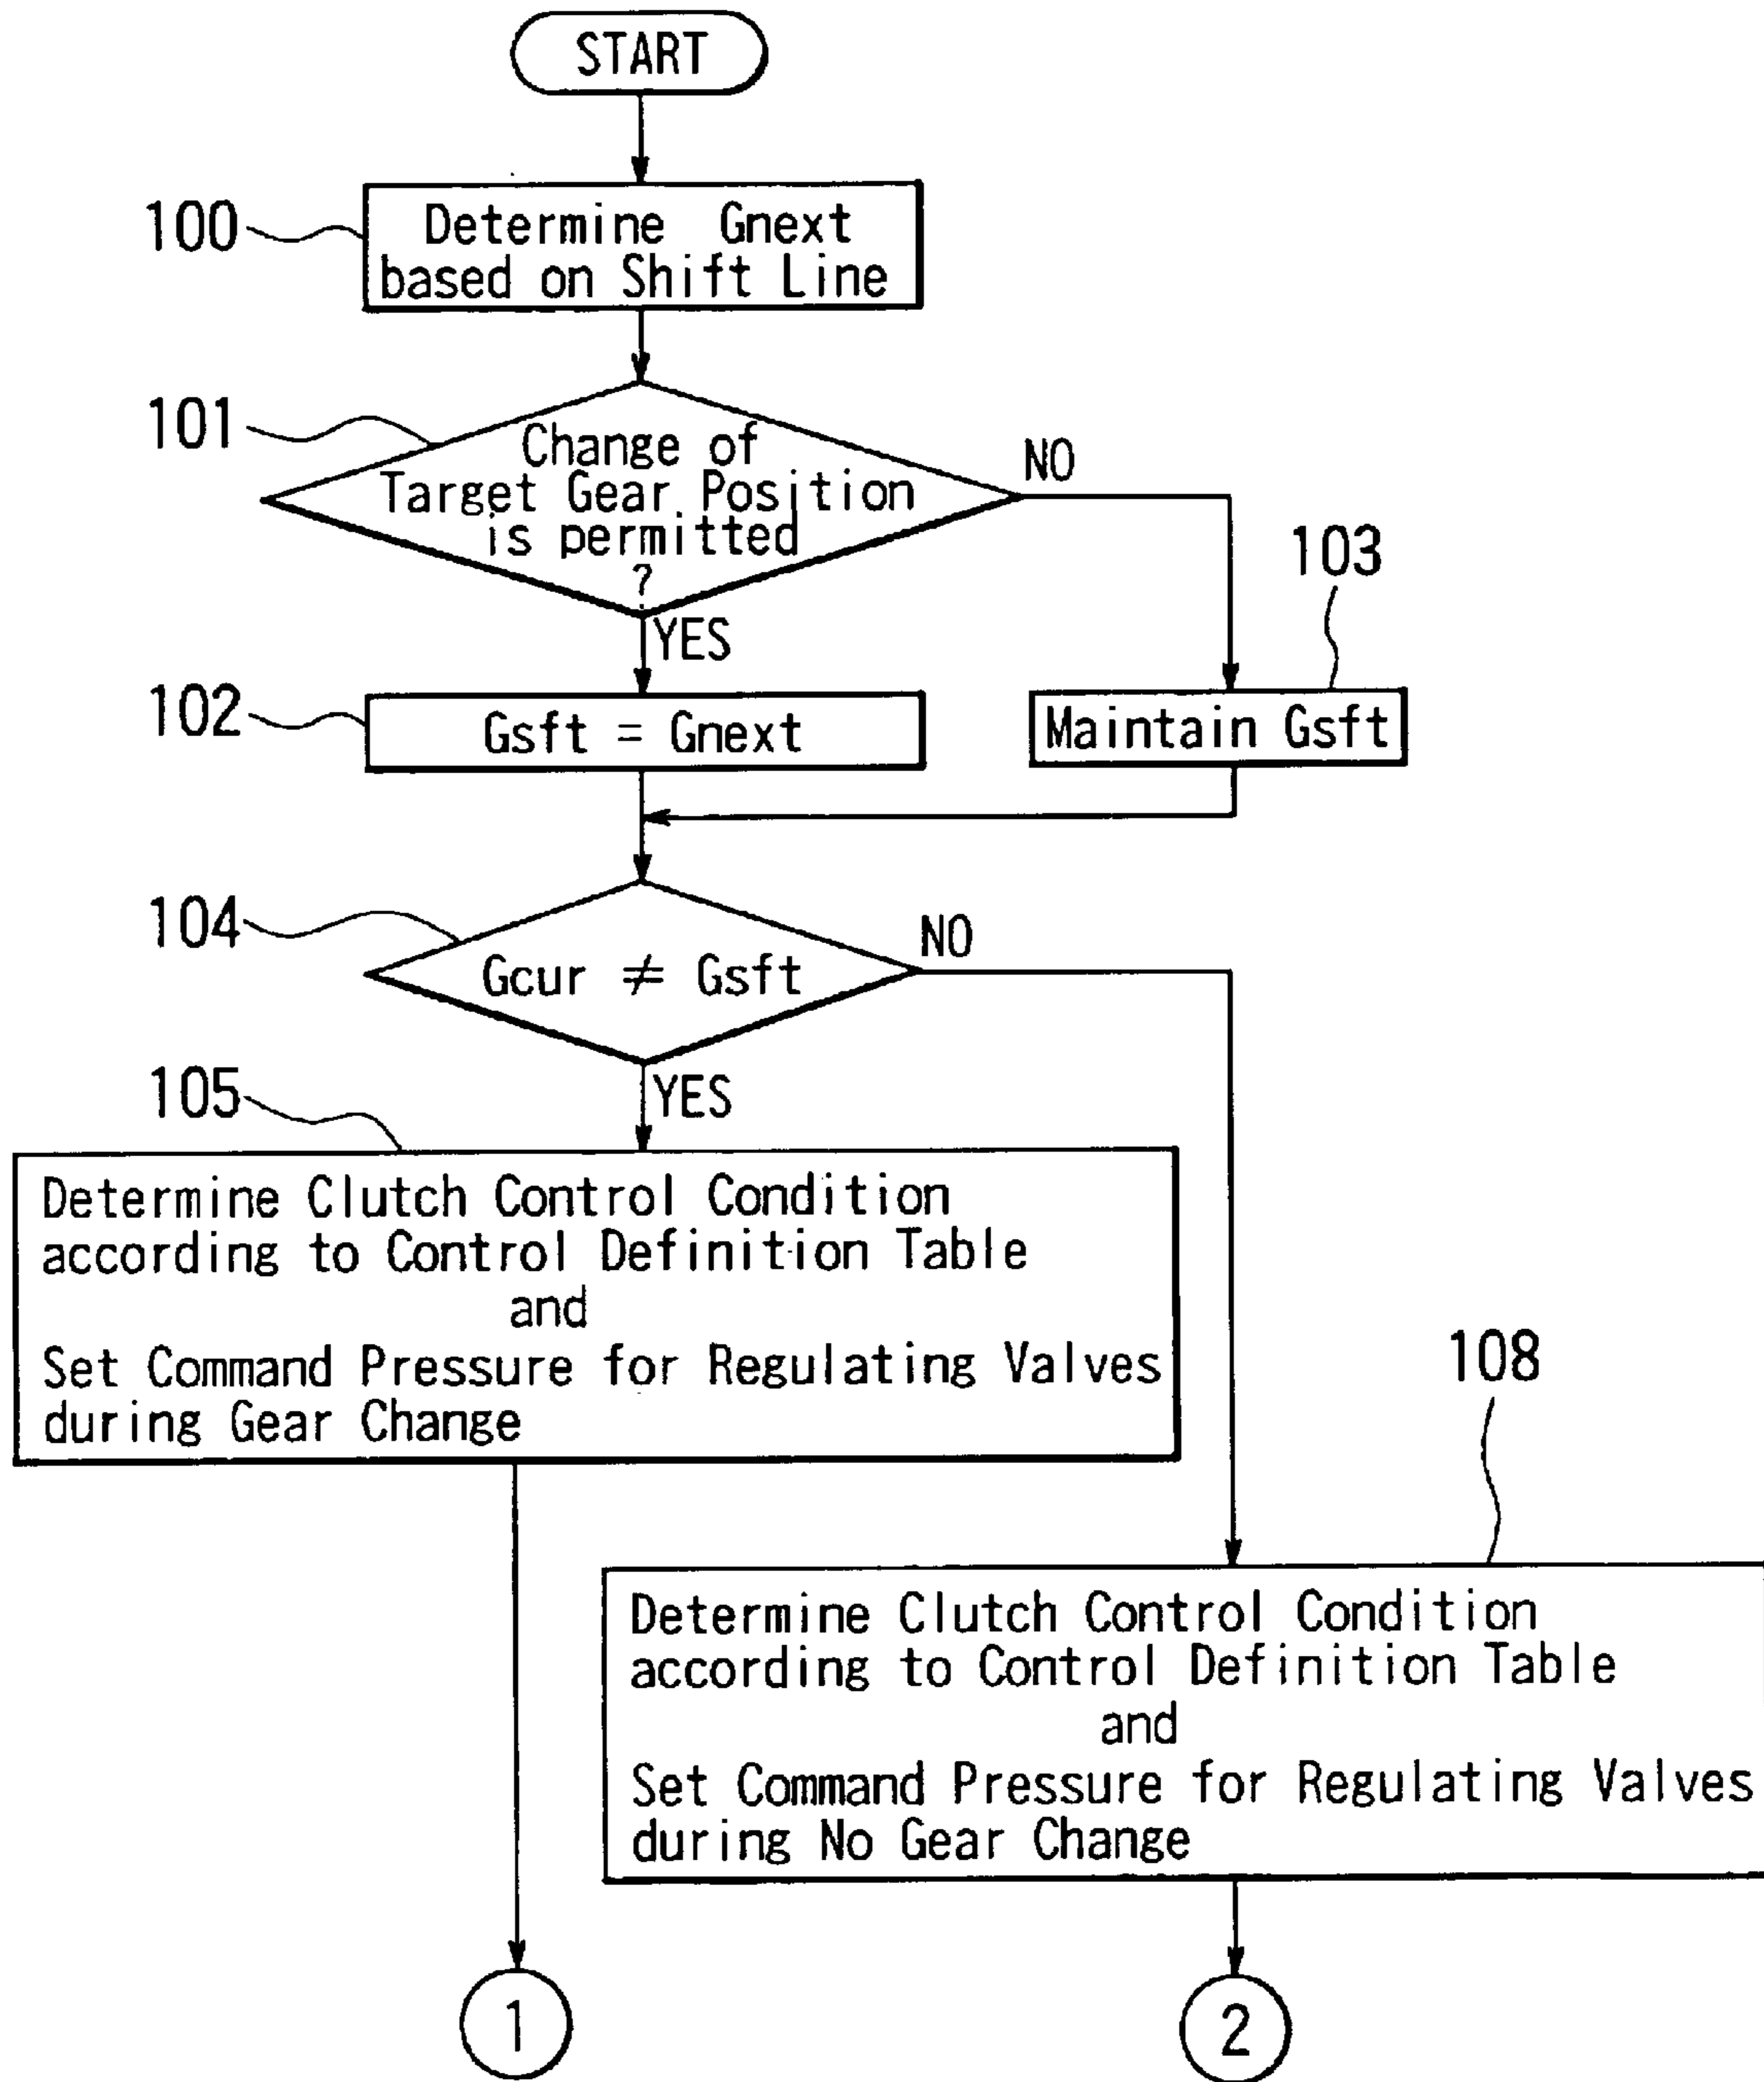 START
100
Determine Gnext
based on Shift Line
101
Change of
Target Gear Position
is permitted
?
NO
YES
103
102
Gsft = Gnext
Maintain Gsft
104
Gcur ≠ Gsft
NO
YES
105
Determine Clutch Control Condition
according to Control Definition Table
and
Set Command Pressure for Regulating Valves
during Gear Change
108
Determine Clutch Control Condition
according to Control Definition Table
and
Set Command Pressure for Regulating Valves
during No Gear Change
1
2